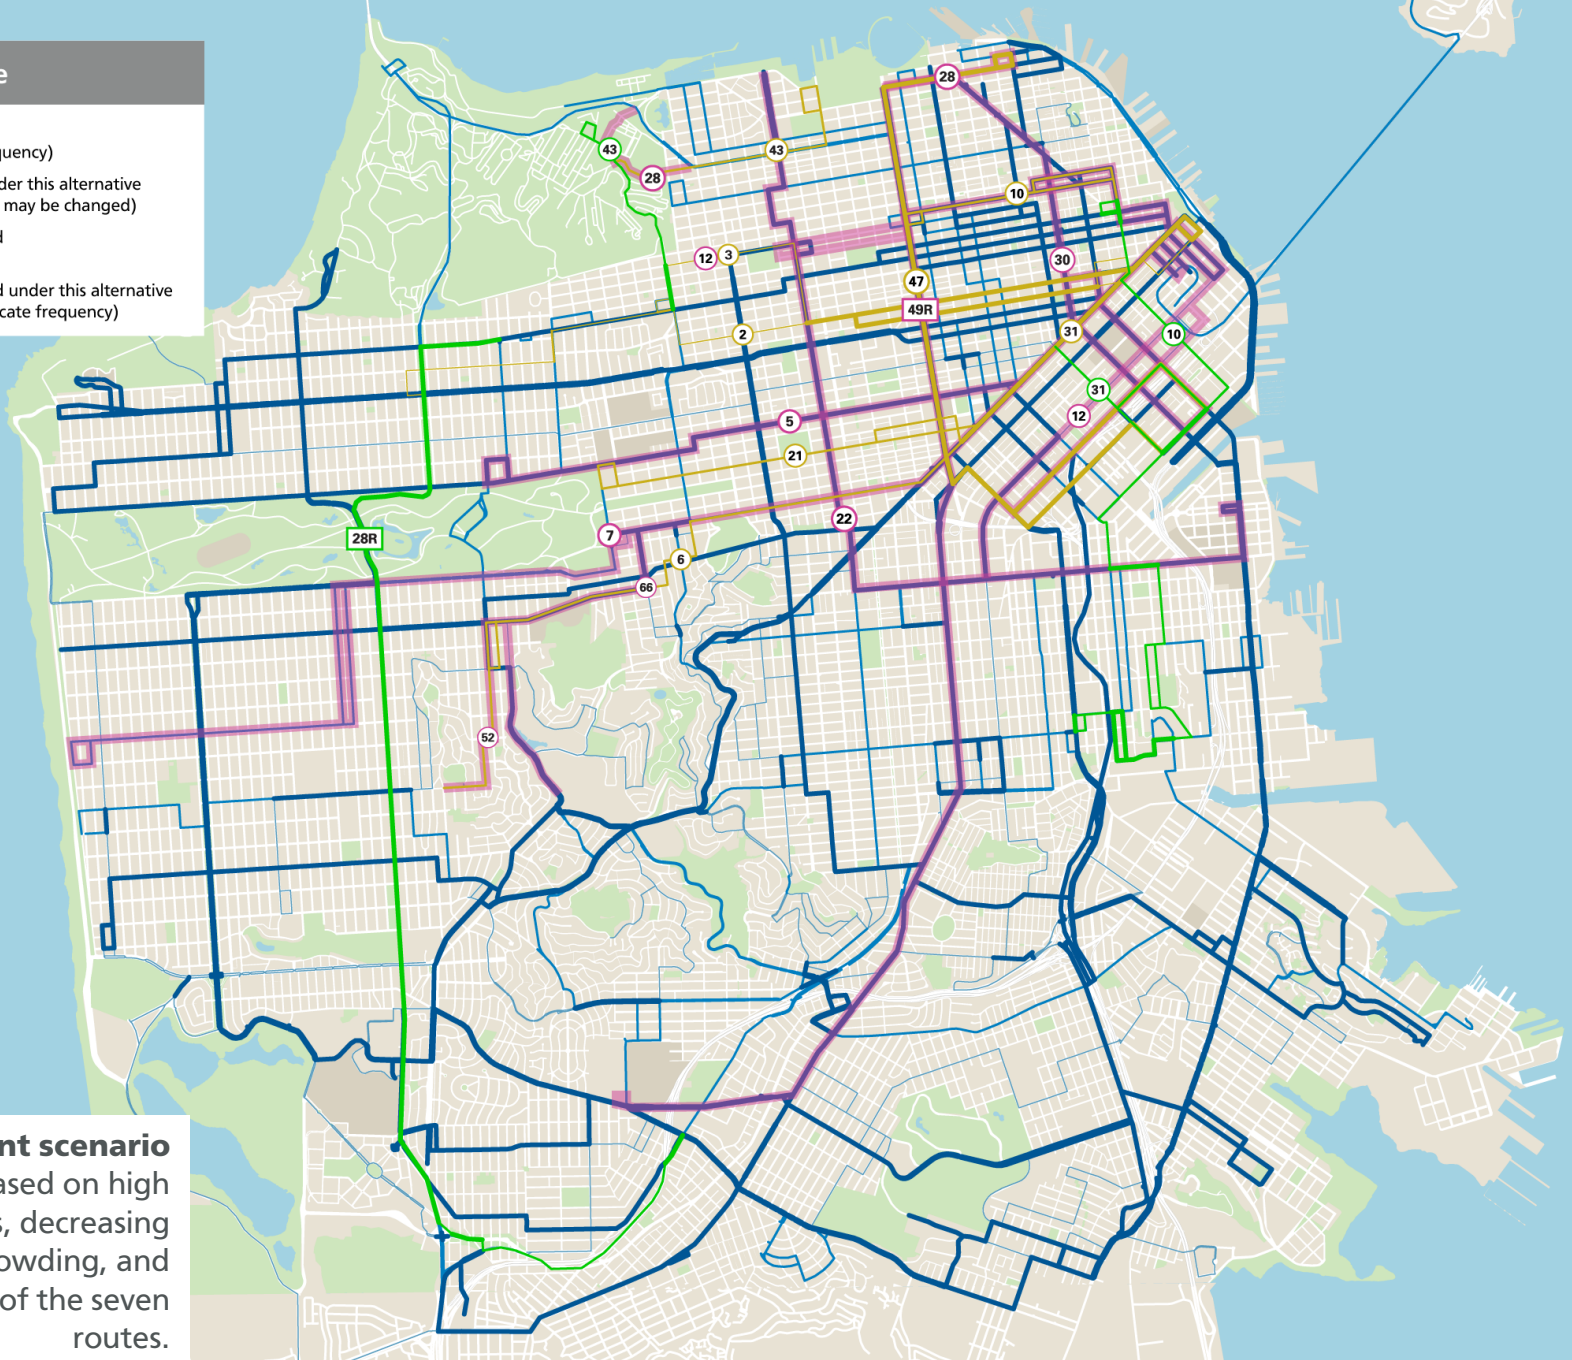 quency)
der this alternative
may be changed)
d under this alternative
cate frequency)
nt scenario
ased on high
s, decreasing
owding, and
of the seven
routes.
28
43
43
28
10
12
3
30
47
49R
2
31
10
31
12
5
21
22
28R
7
6
66
52